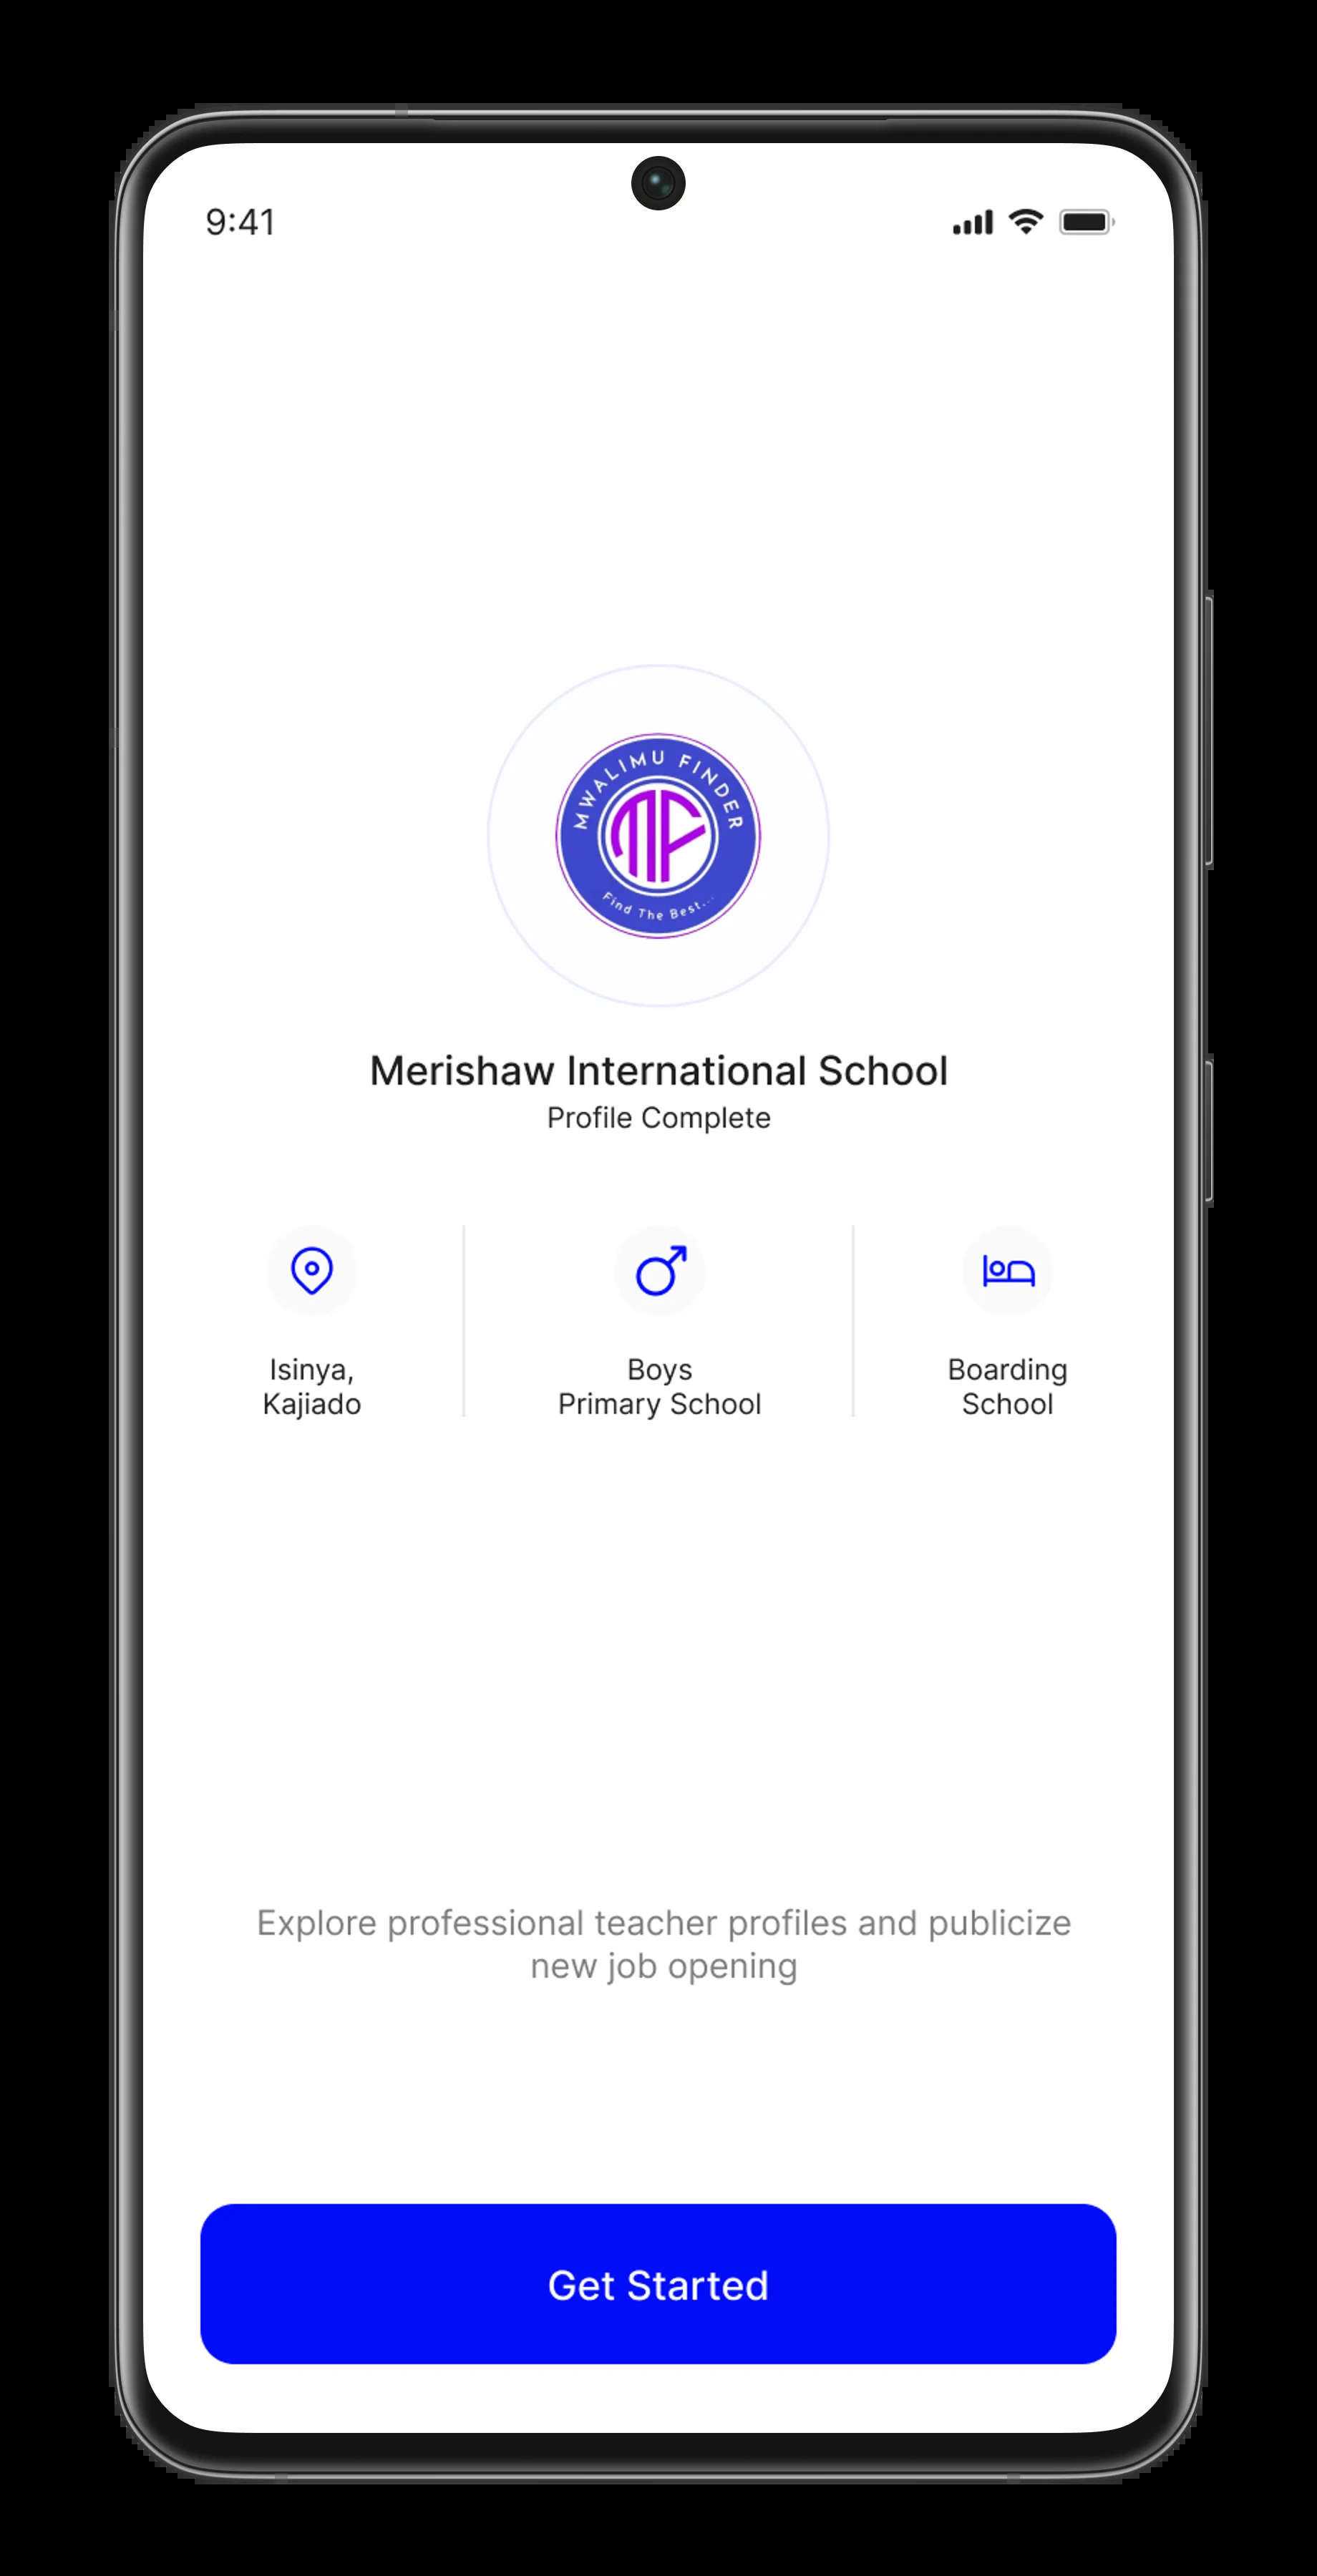 9:41
MWALIMU FINDER
MF
Find The Best...
Merishaw International School
Profile Complete
Isinya,
Kajiado
Boys
Primary School
Boarding
School
Explore professional teacher profiles and publicize
new job opening
Get Started